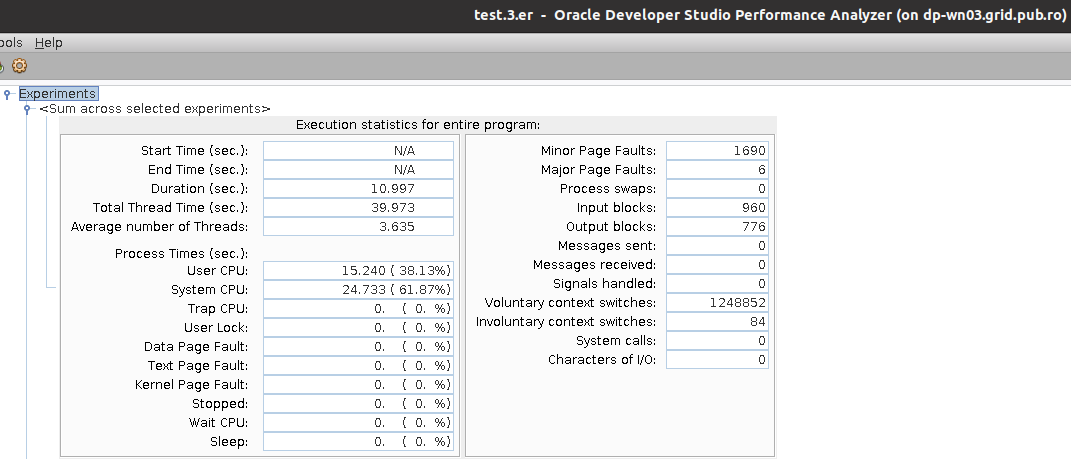 test.3.er - Oracle Developer Studio Performance Analyzer (on dp-wn03.grid.pub.ro)
ols Help
Experiments
<Sum across selected experiments>
Execution statistics for entire program:
Start Time (sec.): N/A
End Time (sec.): N/A
Duration (sec.): 10.997
Total Thread Time (sec.): 39.973
Average number of Threads: 3.635
Process Times (sec.):
User CPU: 15.240 ( 38.13%)
System CPU: 24.733 ( 61.87%)
Trap CPU: 0. ( 0. %)
User Lock: 0. ( 0. %)
Data Page Fault: 0. ( 0. %)
Text Page Fault: 0. ( 0. %)
Kernel Page Fault: 0. ( 0. %)
Stopped: 0. ( 0. %)
Wait CPU: 0. ( 0. %)
Sleep: 0. ( 0. %)
Minor Page Faults: 1690
Major Page Faults: 6
Process swaps: 0
Input blocks: 960
Output blocks: 776
Messages sent: 0
Messages received: 0
Signals handled: 0
Voluntary context switches: 1248852
Involuntary context switches: 84
System calls: 0
Characters of I/O: 0